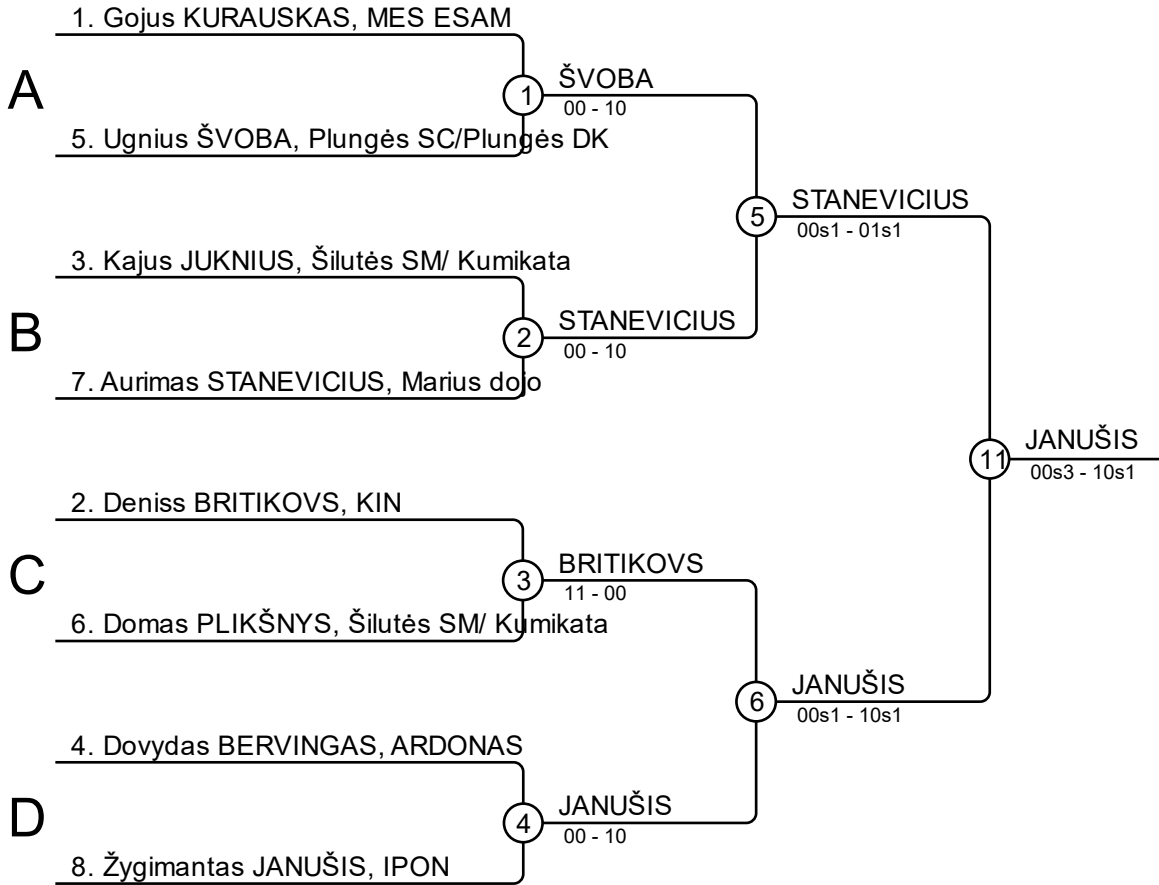 1. Gojus KURAUSKAS, MES ESAM
A
1
ŠVOBA
00 - 10
5. Ugnius ŠVOBA, Plungės SC/Plungės DK
5
STANEVICIUS
00s1 - 01s1
3. Kajus JUKNIUS, Šilutės SM/ Kumikata
B
2
STANEVICIUS
00 - 10
7. Aurimas STANEVICIUS, Marius dojo
11
JANUŠIS
00s3 - 10s1
2. Deniss BRITIKOVS, KIN
C
3
BRITIKOVS
11 - 00
6. Domas PLIKŠNYS, Šilutės SM/ Kumikata
6
JANUŠIS
00s1 - 10s1
4. Dovydas BERVINGAS, ARDONAS
D
4
JANUŠIS
00 - 10
8. Žygimantas JANUŠIS, IPON